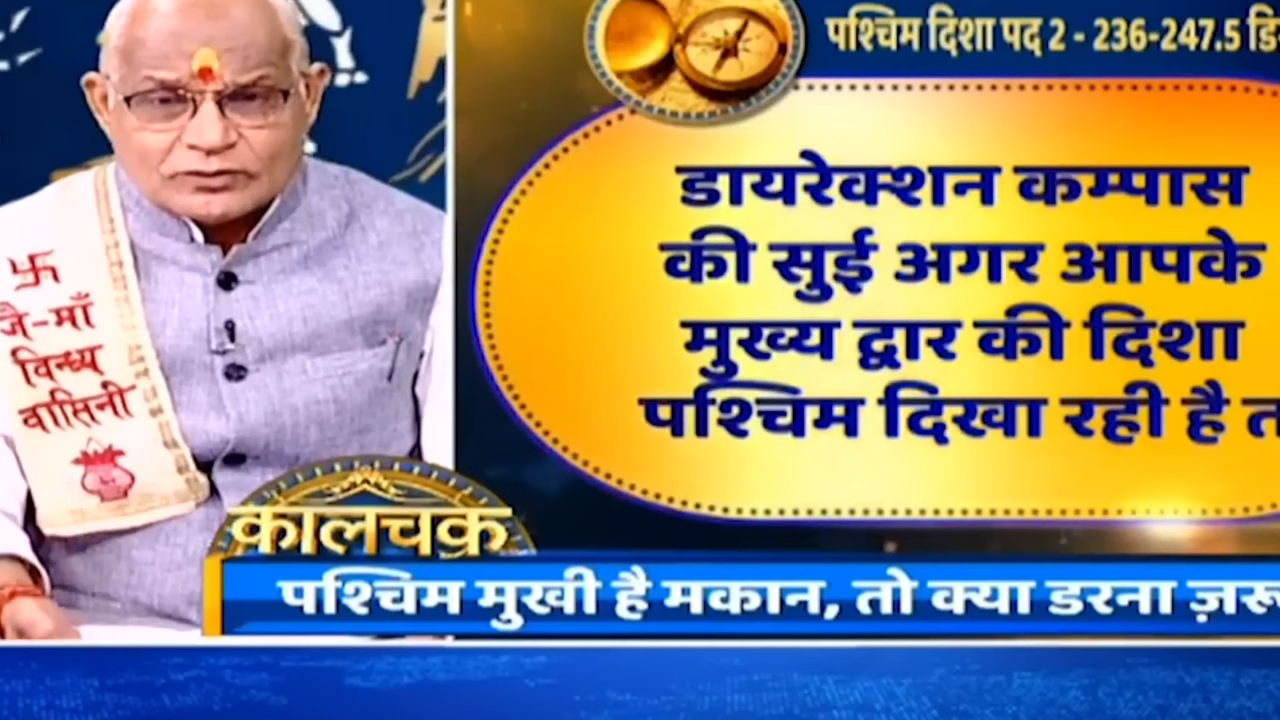 पश्चिम दिशा पद 2 - 236-247.5 डि
डायरेक्शन कम्पास
की सुई अगर आपके
मुख्य द्वार की दिशा
पश्चिम दिखा रही है
जै-माँ
विन्ध्य
वासिनी
कालचक्र
पश्चिम मुखी है मकान, तो क्या डरना